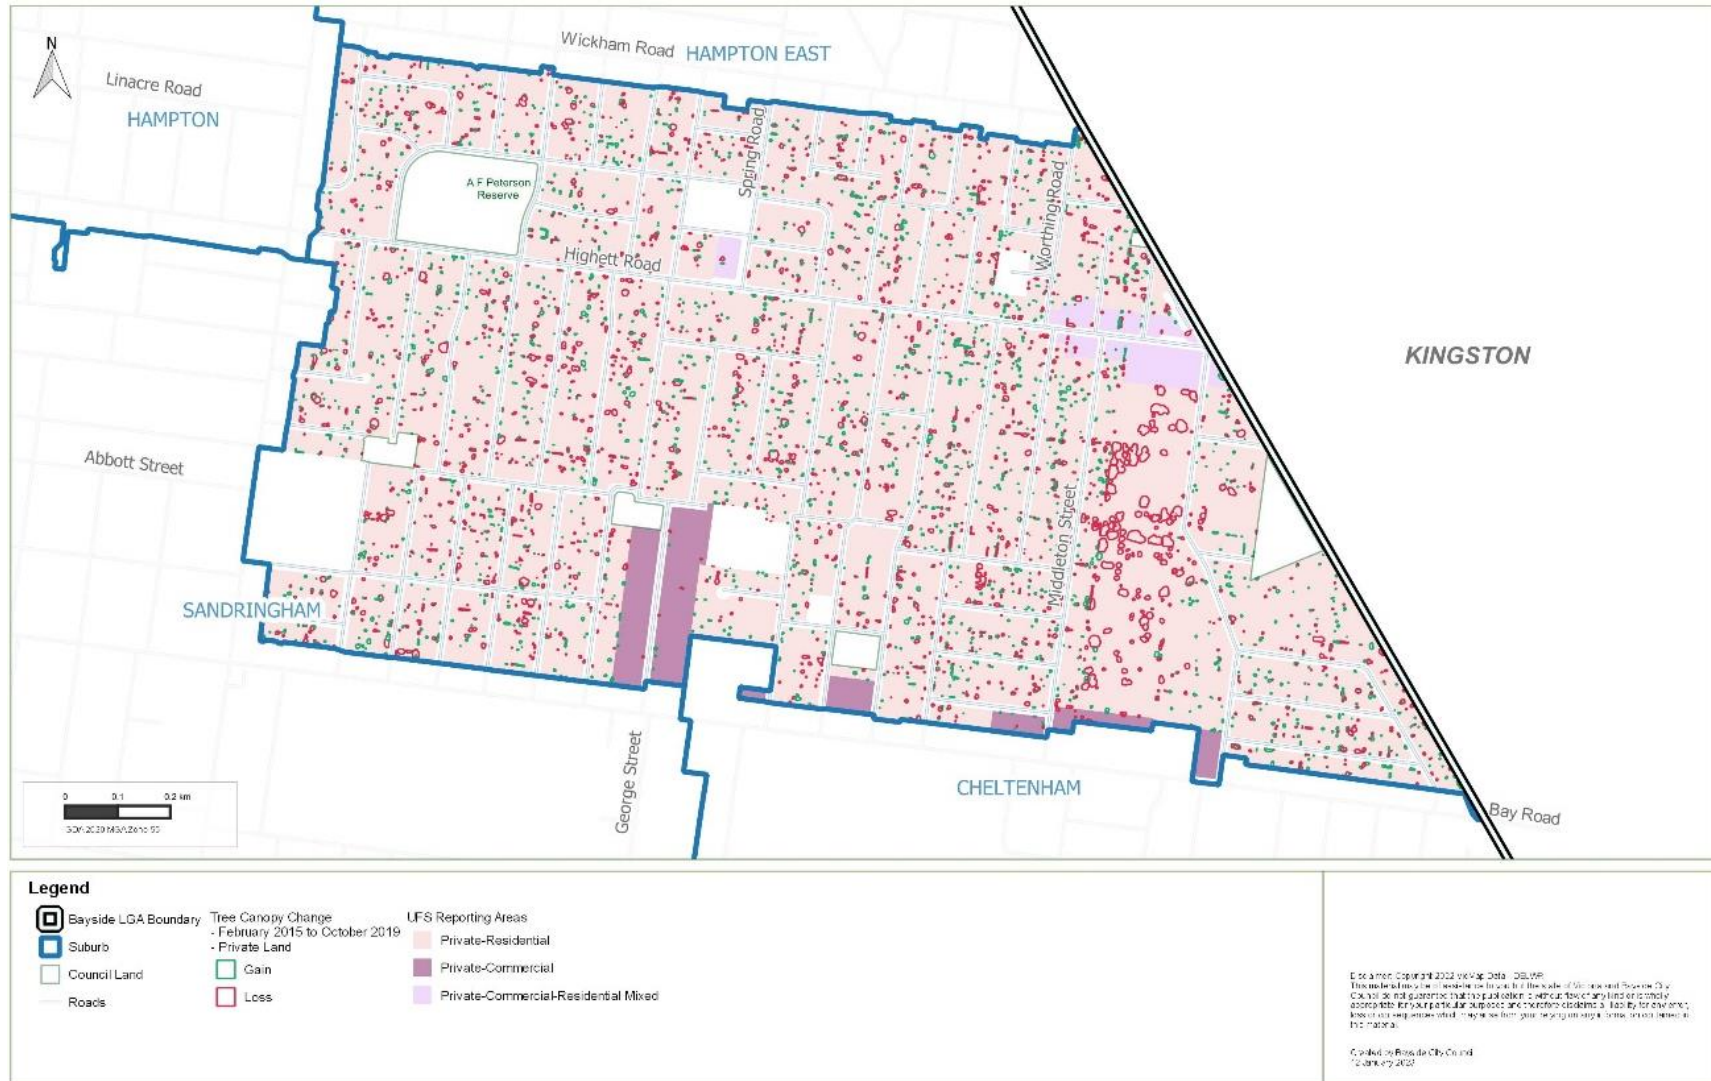 N
Wickham Road
HAMPTON EAST
Linacre Road
HAMPTON
Spring Road
A F Peterson
Reserve
Worthing Road
Highett Road
KINGSTON
Abbott Street
Middleton Street
SANDRINGHAM
George Street
CHELTENHAM
Bay Road
0 0.1 0.2 km
Legend
Bayside LGA Boundary
Suburb
Council Land
Roads
Tree Canopy Change
- February 2015 to October 2019
- Private Land
Gain
Loss
UFS Reporting Areas
Private-Residential
Private-Commercial
Private-Commercial-Residential Mixed
Created by Bayside City Council